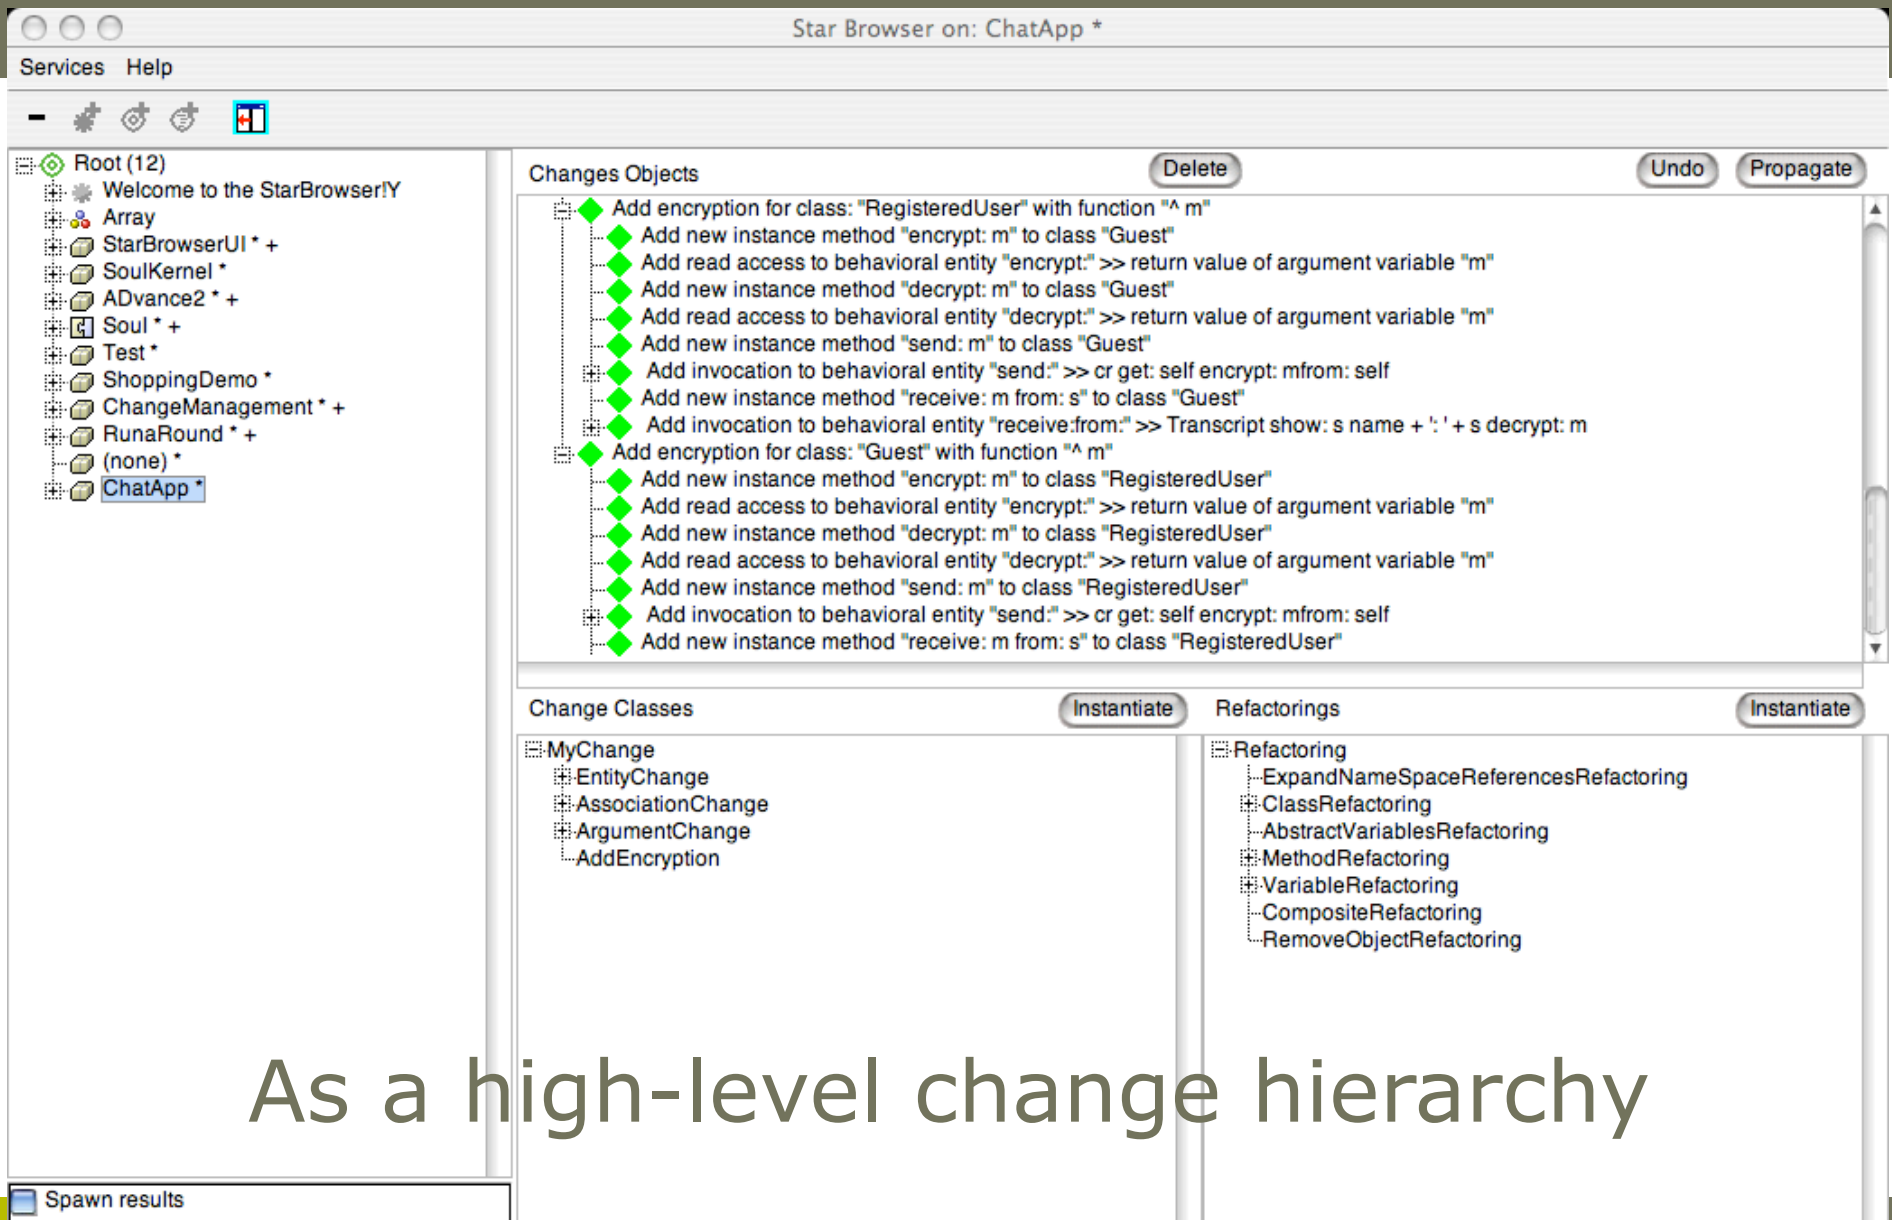 Star Browser on: ChatApp *
Services Help
Root (12)
Welcome to the StarBrowser!Y
Array
StarBrowserUI * +
SoulKernel *
ADvance2 * +
Soul * +
Test *
ShoppingDemo *
ChangeManagement * +
RunaRound * +
(none) *
ChatApp *
Spawn results
Changes Objects Delete Undo Propagate
Add encryption for class: "RegisteredUser" with function "^ m"
Add new instance method "encrypt: m" to class "Guest"
Add read access to behavioral entity "encrypt:" >> return value of argument variable "m"
Add new instance method "decrypt: m" to class "Guest"
Add read access to behavioral entity "decrypt:" >> return value of argument variable "m"
Add new instance method "send: m" to class "Guest"
Add invocation to behavioral entity "send:" >> cr get: self encrypt: mfrom: self
Add new instance method "receive: m from: s" to class "Guest"
Add invocation to behavioral entity "receive:from:" >> Transcript show: s name + ': ' + s decrypt: m
Add encryption for class: "Guest" with function "^ m"
Add new instance method "encrypt: m" to class "RegisteredUser"
Add read access to behavioral entity "encrypt:" >> return value of argument variable "m"
Add new instance method "decrypt: m" to class "RegisteredUser"
Add read access to behavioral entity "decrypt:" >> return value of argument variable "m"
Add new instance method "send: m" to class "RegisteredUser"
Add invocation to behavioral entity "send:" >> cr get: self encrypt: mfrom: self
Add new instance method "receive: m from: s" to class "RegisteredUser"
Change Classes Instantiate
MyChange
EntityChange
AssociationChange
ArgumentChange
AddEncryption
Refactorings Instantiate
Refactoring
ExpandNameSpaceReferencesRefactoring
ClassRefactoring
AbstractVariablesRefactoring
MethodRefactoring
VariableRefactoring
CompositeRefactoring
RemoveObjectRefactoring
As a high-level change hierarchy